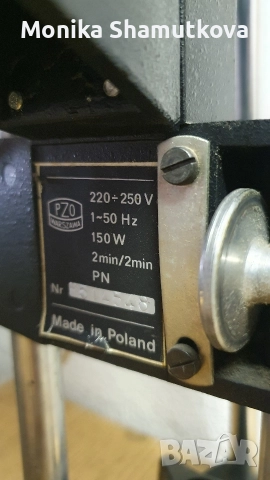 Monika Shamutkova
PZO
WARSZAWA
220÷250 V
1~50 Hz
150 W
2min/2min
PN
Nr
Made in Poland
BAZAR